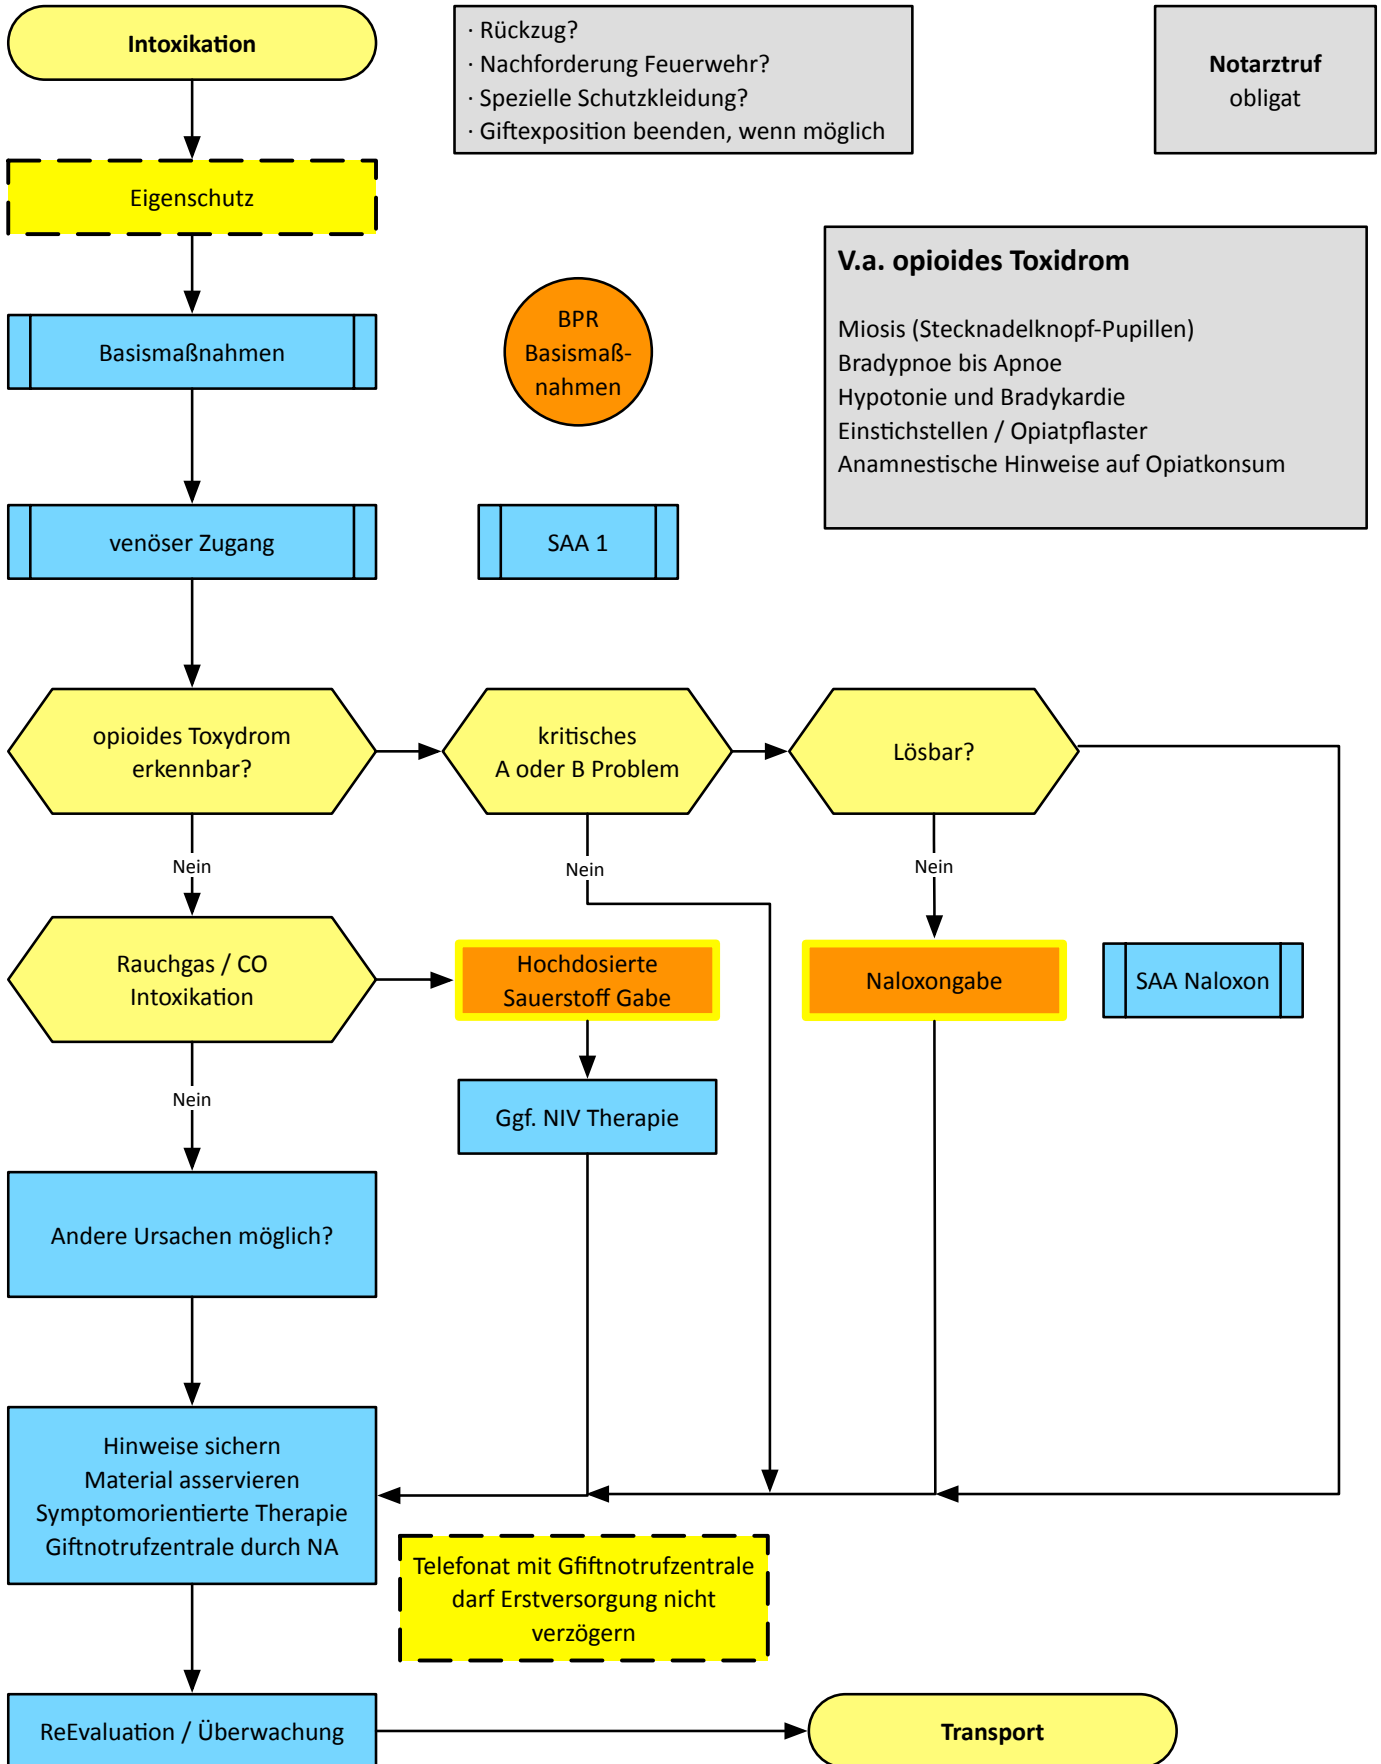 Intoxikation
· Rückzug?
· Nachforderung Feuerwehr?
· Spezielle Schutzkleidung?
· Giftexposition beenden, wenn möglich
Notarztruf
obligat
Eigenschutz
V.a. opioides Toxidrom
Miosis (Stecknadelknopf-Pupillen)
Bradypnoe bis Apnoe
Hypotonie und Bradykardie
Einstichstellen / Opiatpflaster
Anamnestische Hinweise auf Opiatkonsum
Basismaßnahmen
BPR
Basismaß-
nahmen
venöser Zugang
SAA 1
opioides Toxydrom
erkennbar?
kritisches
A oder B Problem
Lösbar?
Nein
Nein
Nein
Rauchgas / CO
Intoxikation
Hochdosierte
Sauerstoff Gabe
Naloxongabe
SAA Naloxon
Nein
Ggf. NIV Therapie
Andere Ursachen möglich?
Hinweise sichern
Material asservieren
Symptomorientierte Therapie
Giftnotrufzentrale durch NA
Telefonat mit Gfiftnotrufzentrale
darf Erstversorgung nicht
verzögern
ReEvaluation / Überwachung
Transport